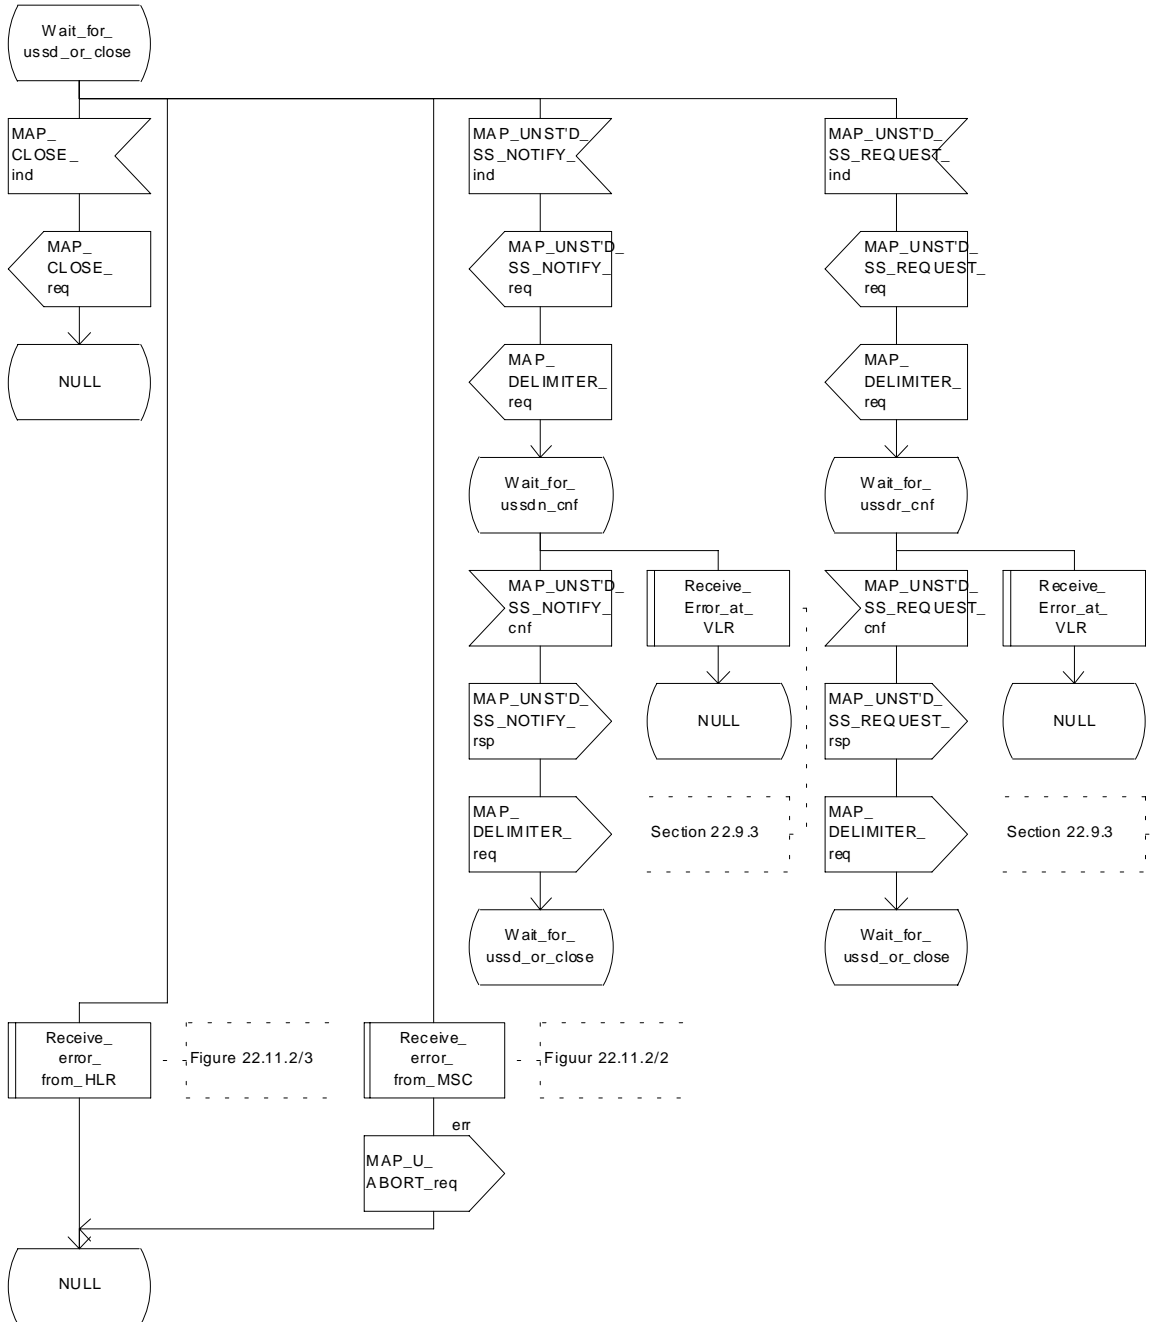 Wait_for_
ussd_or_close
MAP_
CLOSE_
ind
MAP_UNST'D_
SS_NOTIFY_
ind
MAP_UNST'D_
SS_REQUEST_
ind
MAP_
CLOSE_
req
MAP_UNST'D_
SS_NOTIFY_
req
MAP_UNST'D_
SS_REQUEST_
req
NULL
MAP_
DELIMITER_
req
MAP_
DELIMITER_
req
Wait_for_
ussdn_cnf
Wait_for_
ussdr_cnf
MAP_UNST'D_
SS_NOTIFY_
cnf
Receive_
Error_at_
VLR
MAP_UNST'D_
SS_REQUEST_
cnf
Receive_
Error_at_
VLR
MAP_UNST'D_
SS_NOTIFY_
rsp
NULL
MAP_UNST'D_
SS_REQUEST_
rsp
NULL
MAP_
DELIMITER_
req
Section 22.9.3
MAP_
DELIMITER_
req
Section 22.9.3
Wait_for_
ussd_or_close
Wait_for_
ussd_or_close
Receive_
error_
from_HLR
Figure 22.11.2/3
Receive_
error_
from_MSC
Figuur 22.11.2/2
err
MAP_U_
ABORT_req
NULL